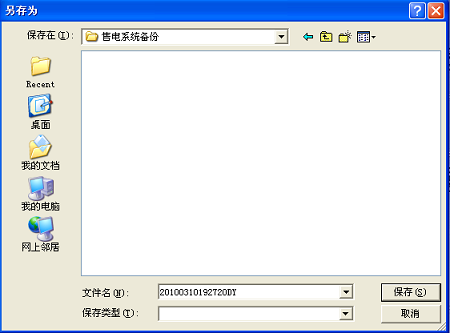 另存为
保存在(I):
售电系统备份
Recent
桌面
我的文档
我的电脑
网上邻居
文件名(N):
20100310192720DY
保存(S)
保存类型(T):
取消